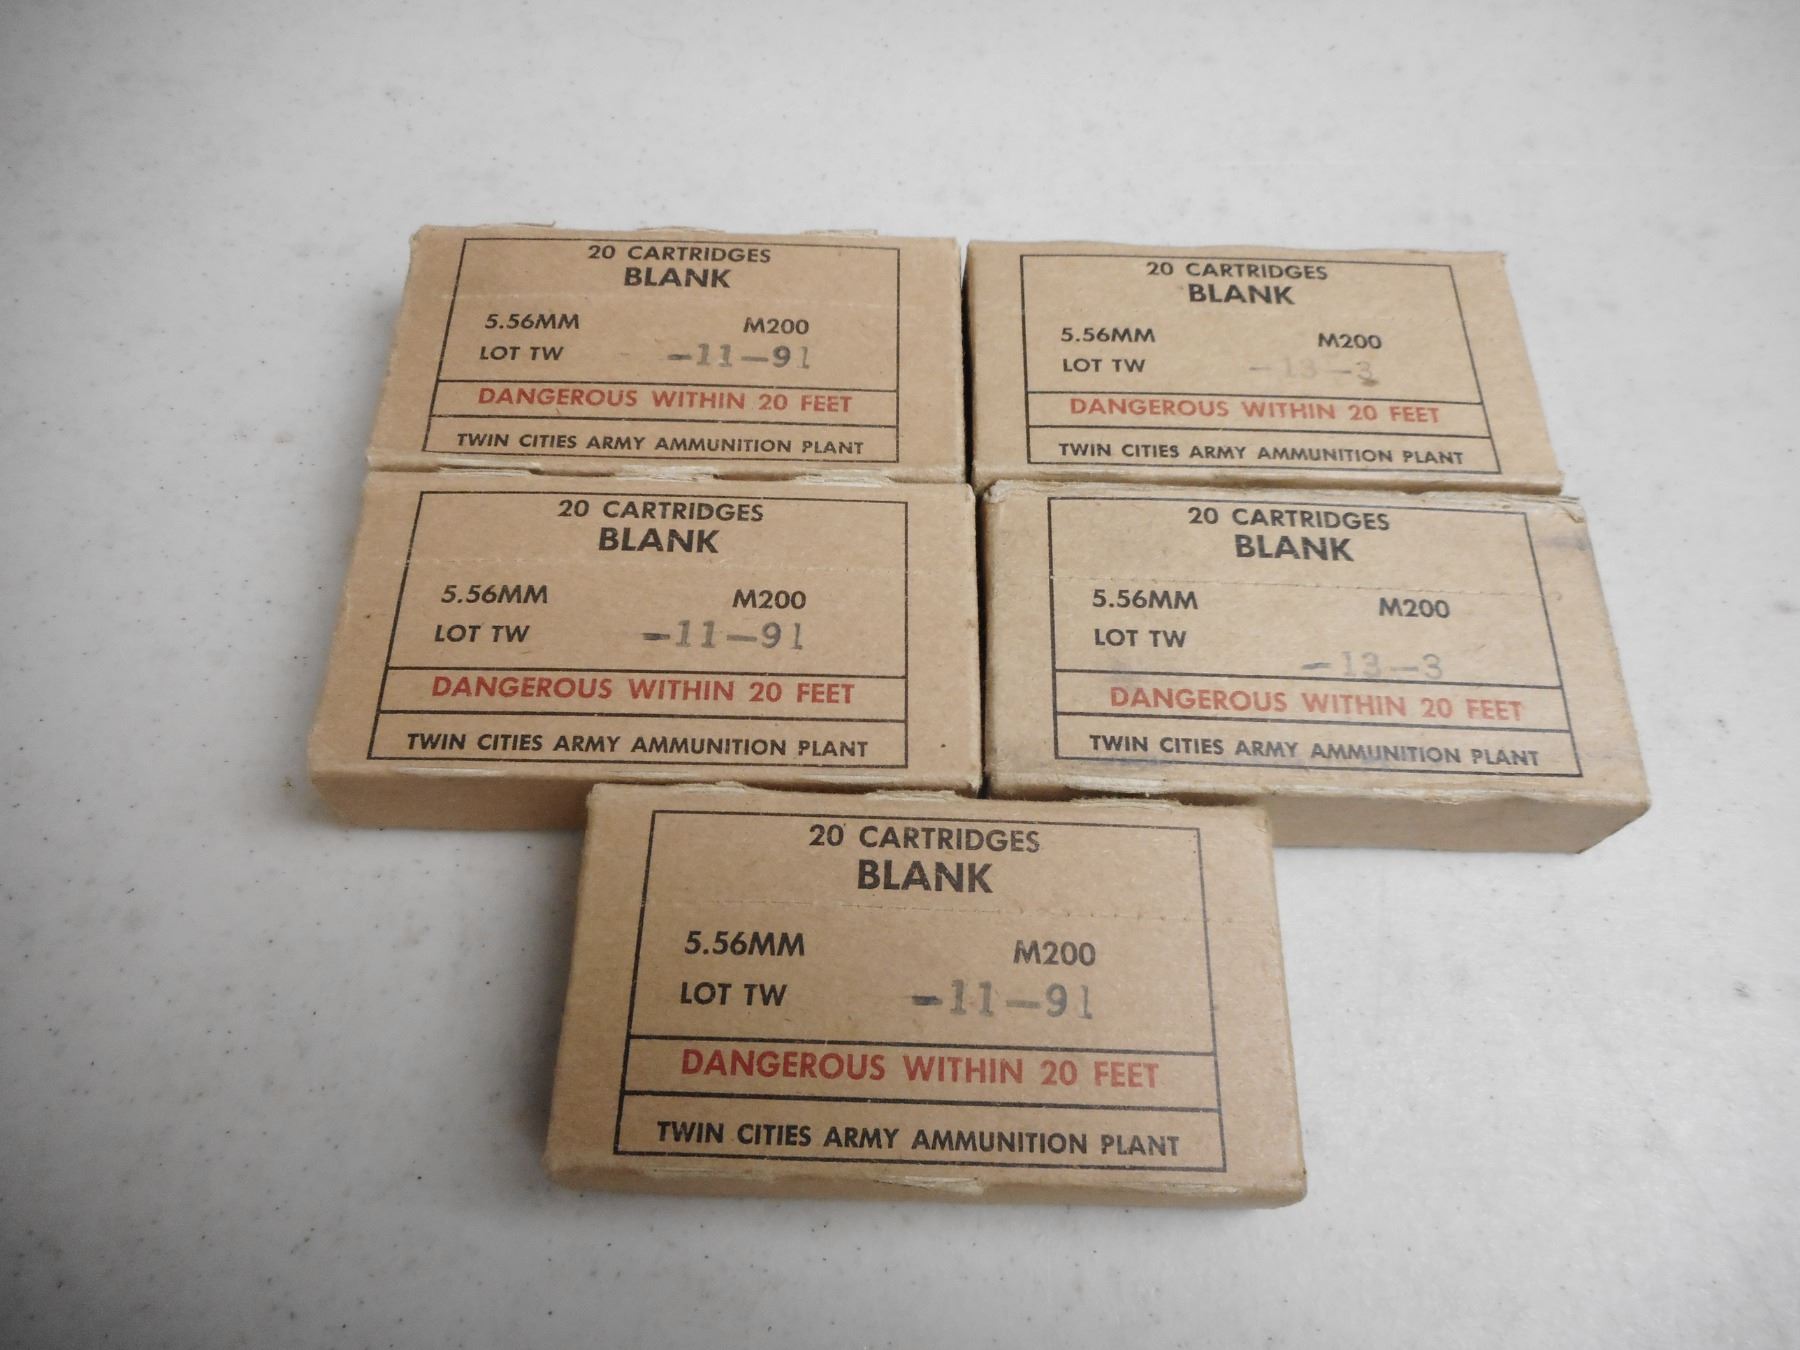 20 CARTRIDGES
BLANK
5.56MM M200
LOT TW -11-91
DANGEROUS WITHIN 20 FEET
TWIN CITIES ARMY AMMUNITION PLANT
20 CARTRIDGES
BLANK
5.56MM M200
LOT TW -13-3
DANGEROUS WITHIN 20 FEET
TWIN CITIES ARMY AMMUNITION PLANT
20 CARTRIDGES
BLANK
5.56MM M200
LOT TW -11-91
DANGEROUS WITHIN 20 FEET
TWIN CITIES ARMY AMMUNITION PLANT
20 CARTRIDGES
BLANK
5.56MM M200
LOT TW
-13-3
DANGEROUS WITHIN 20 FEET
TWIN CITIES ARMY AMMUNITION PLANT
20 CARTRIDGES
BLANK
5.56MM M200
LOT TW -11-91
DANGEROUS WITHIN 20 FEET
TWIN CITIES ARMY AMMUNITION PLANT